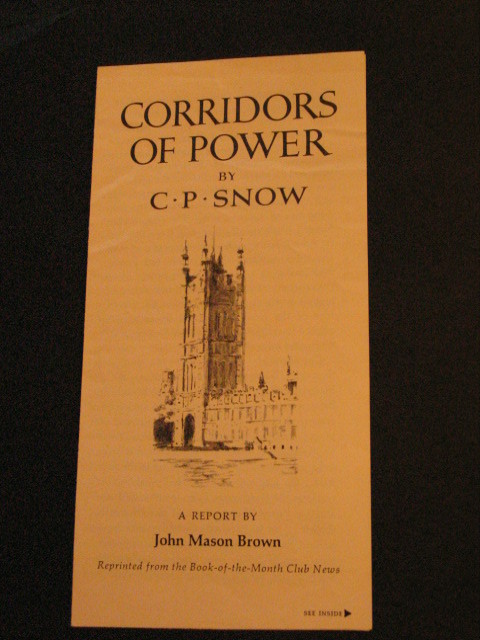 CORRIDORS
OF POWER
BY
C·P·SNOW
A REPORT BY
John Mason Brown
Reprinted from the Book-of-the-Month Club News
SEE INSIDE▶